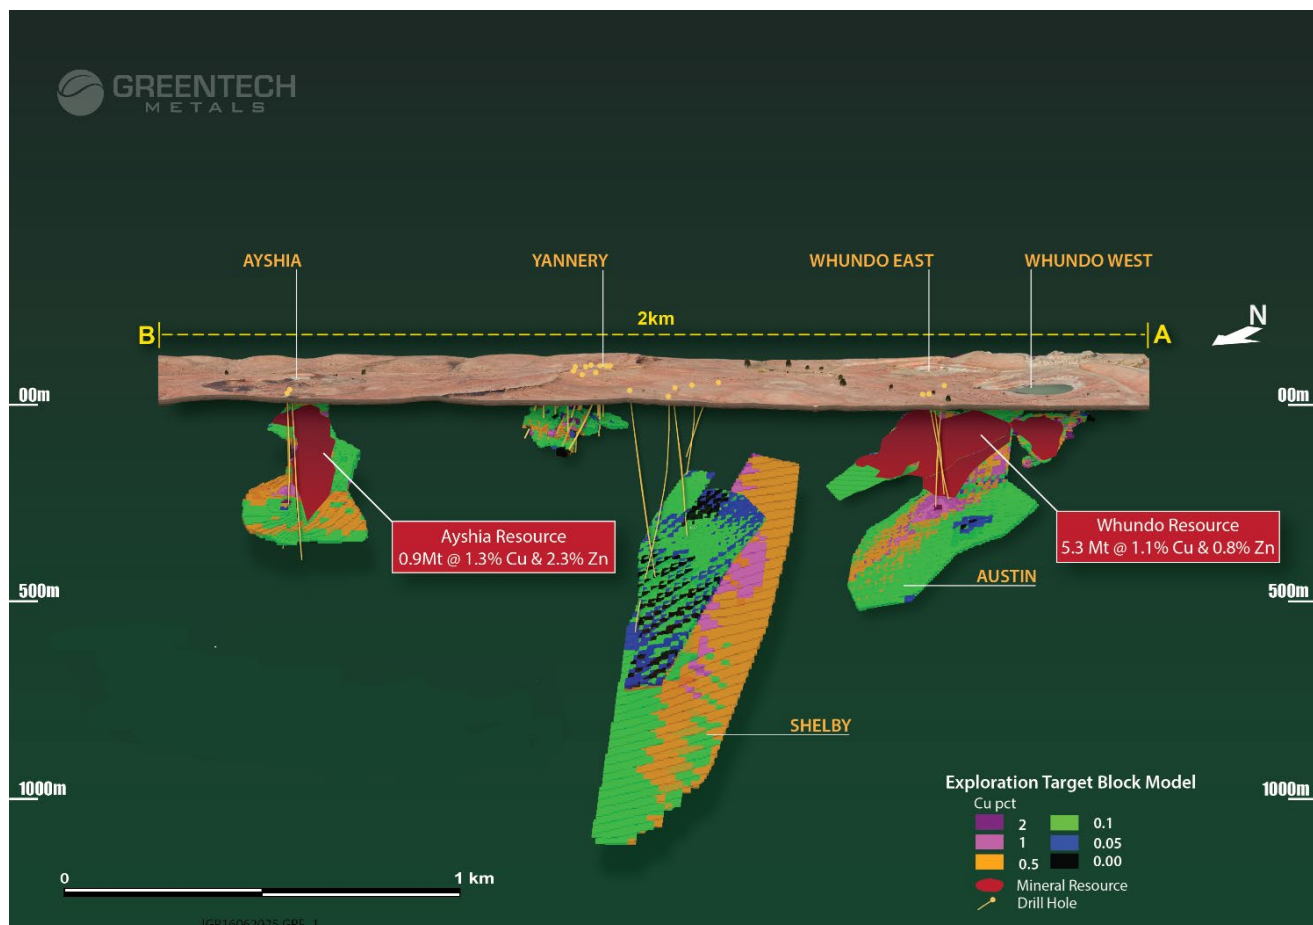 GREENTECH
METALS
AYSHIA
YANNERY
WHUNDO EAST
WHUNDO WEST
B
2km
A
N
00m
00m
Ayshia Resource
0.9Mt @ 1.3% Cu & 2.3% Zn
Whundo Resource
5.3 Mt @ 1.1% Cu & 0.8% Zn
AUSTIN
500m
500m
SHELBY
1000m
1000m
Exploration Target Block Model
Cu pct
2 0.1
1 0.05
0.5 0.00
Mineral Resource
Drill Hole
0 1 km